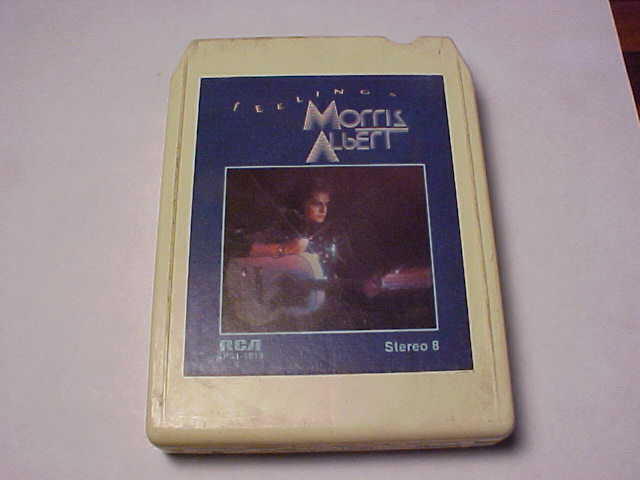 FEELINGS
Morris
Albert
RCA
Stereo 8